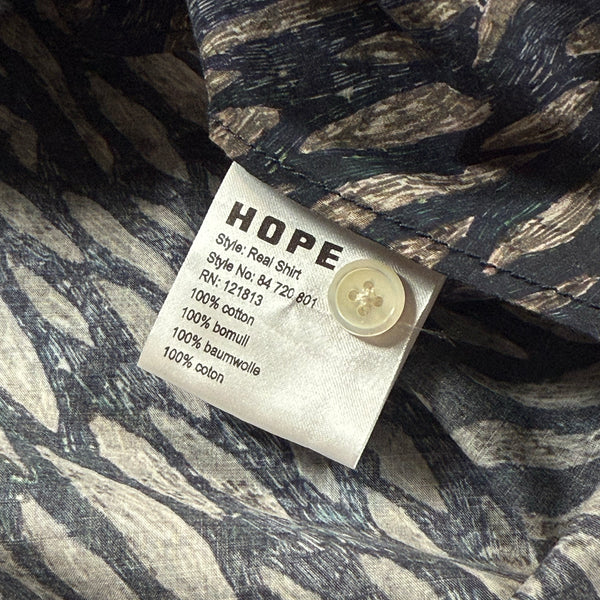 HOPE
Style: Real Shirt
Style No: 84 720 801
RN: 121813
100% cotton
100% bomull
100% baumwolle
100% coton